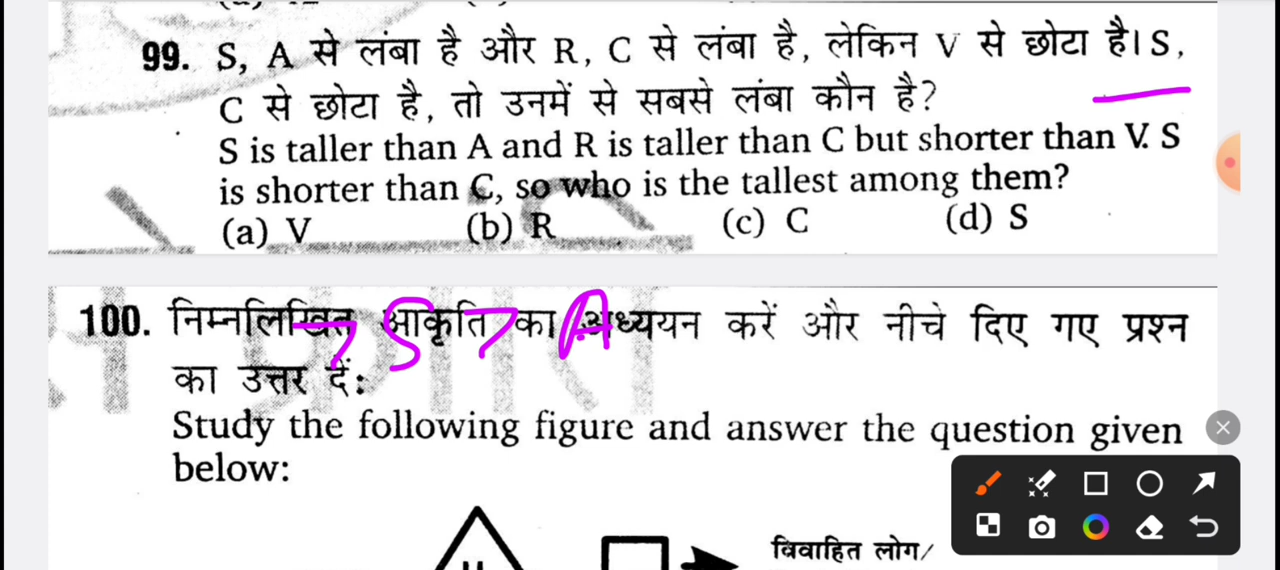 99. S, A से लंबा है और R, C से लंबा है, लेकिन V से छोटा है। S,
C से छोटा है, तो उनमें से सबसे लंबा कौन है?
S is taller than A and R is taller than C but shorter than V. S
is shorter than C, so who is the tallest among them?
(a) V (b) R (c) C (d) S
100. निम्नलिखित आकृति का अध्ययन करें और नीचे दिए गए प्रश्न
का उत्तर दें:
> S > A
Study the following figure and answer the question given
below:
विवाहित लोग/